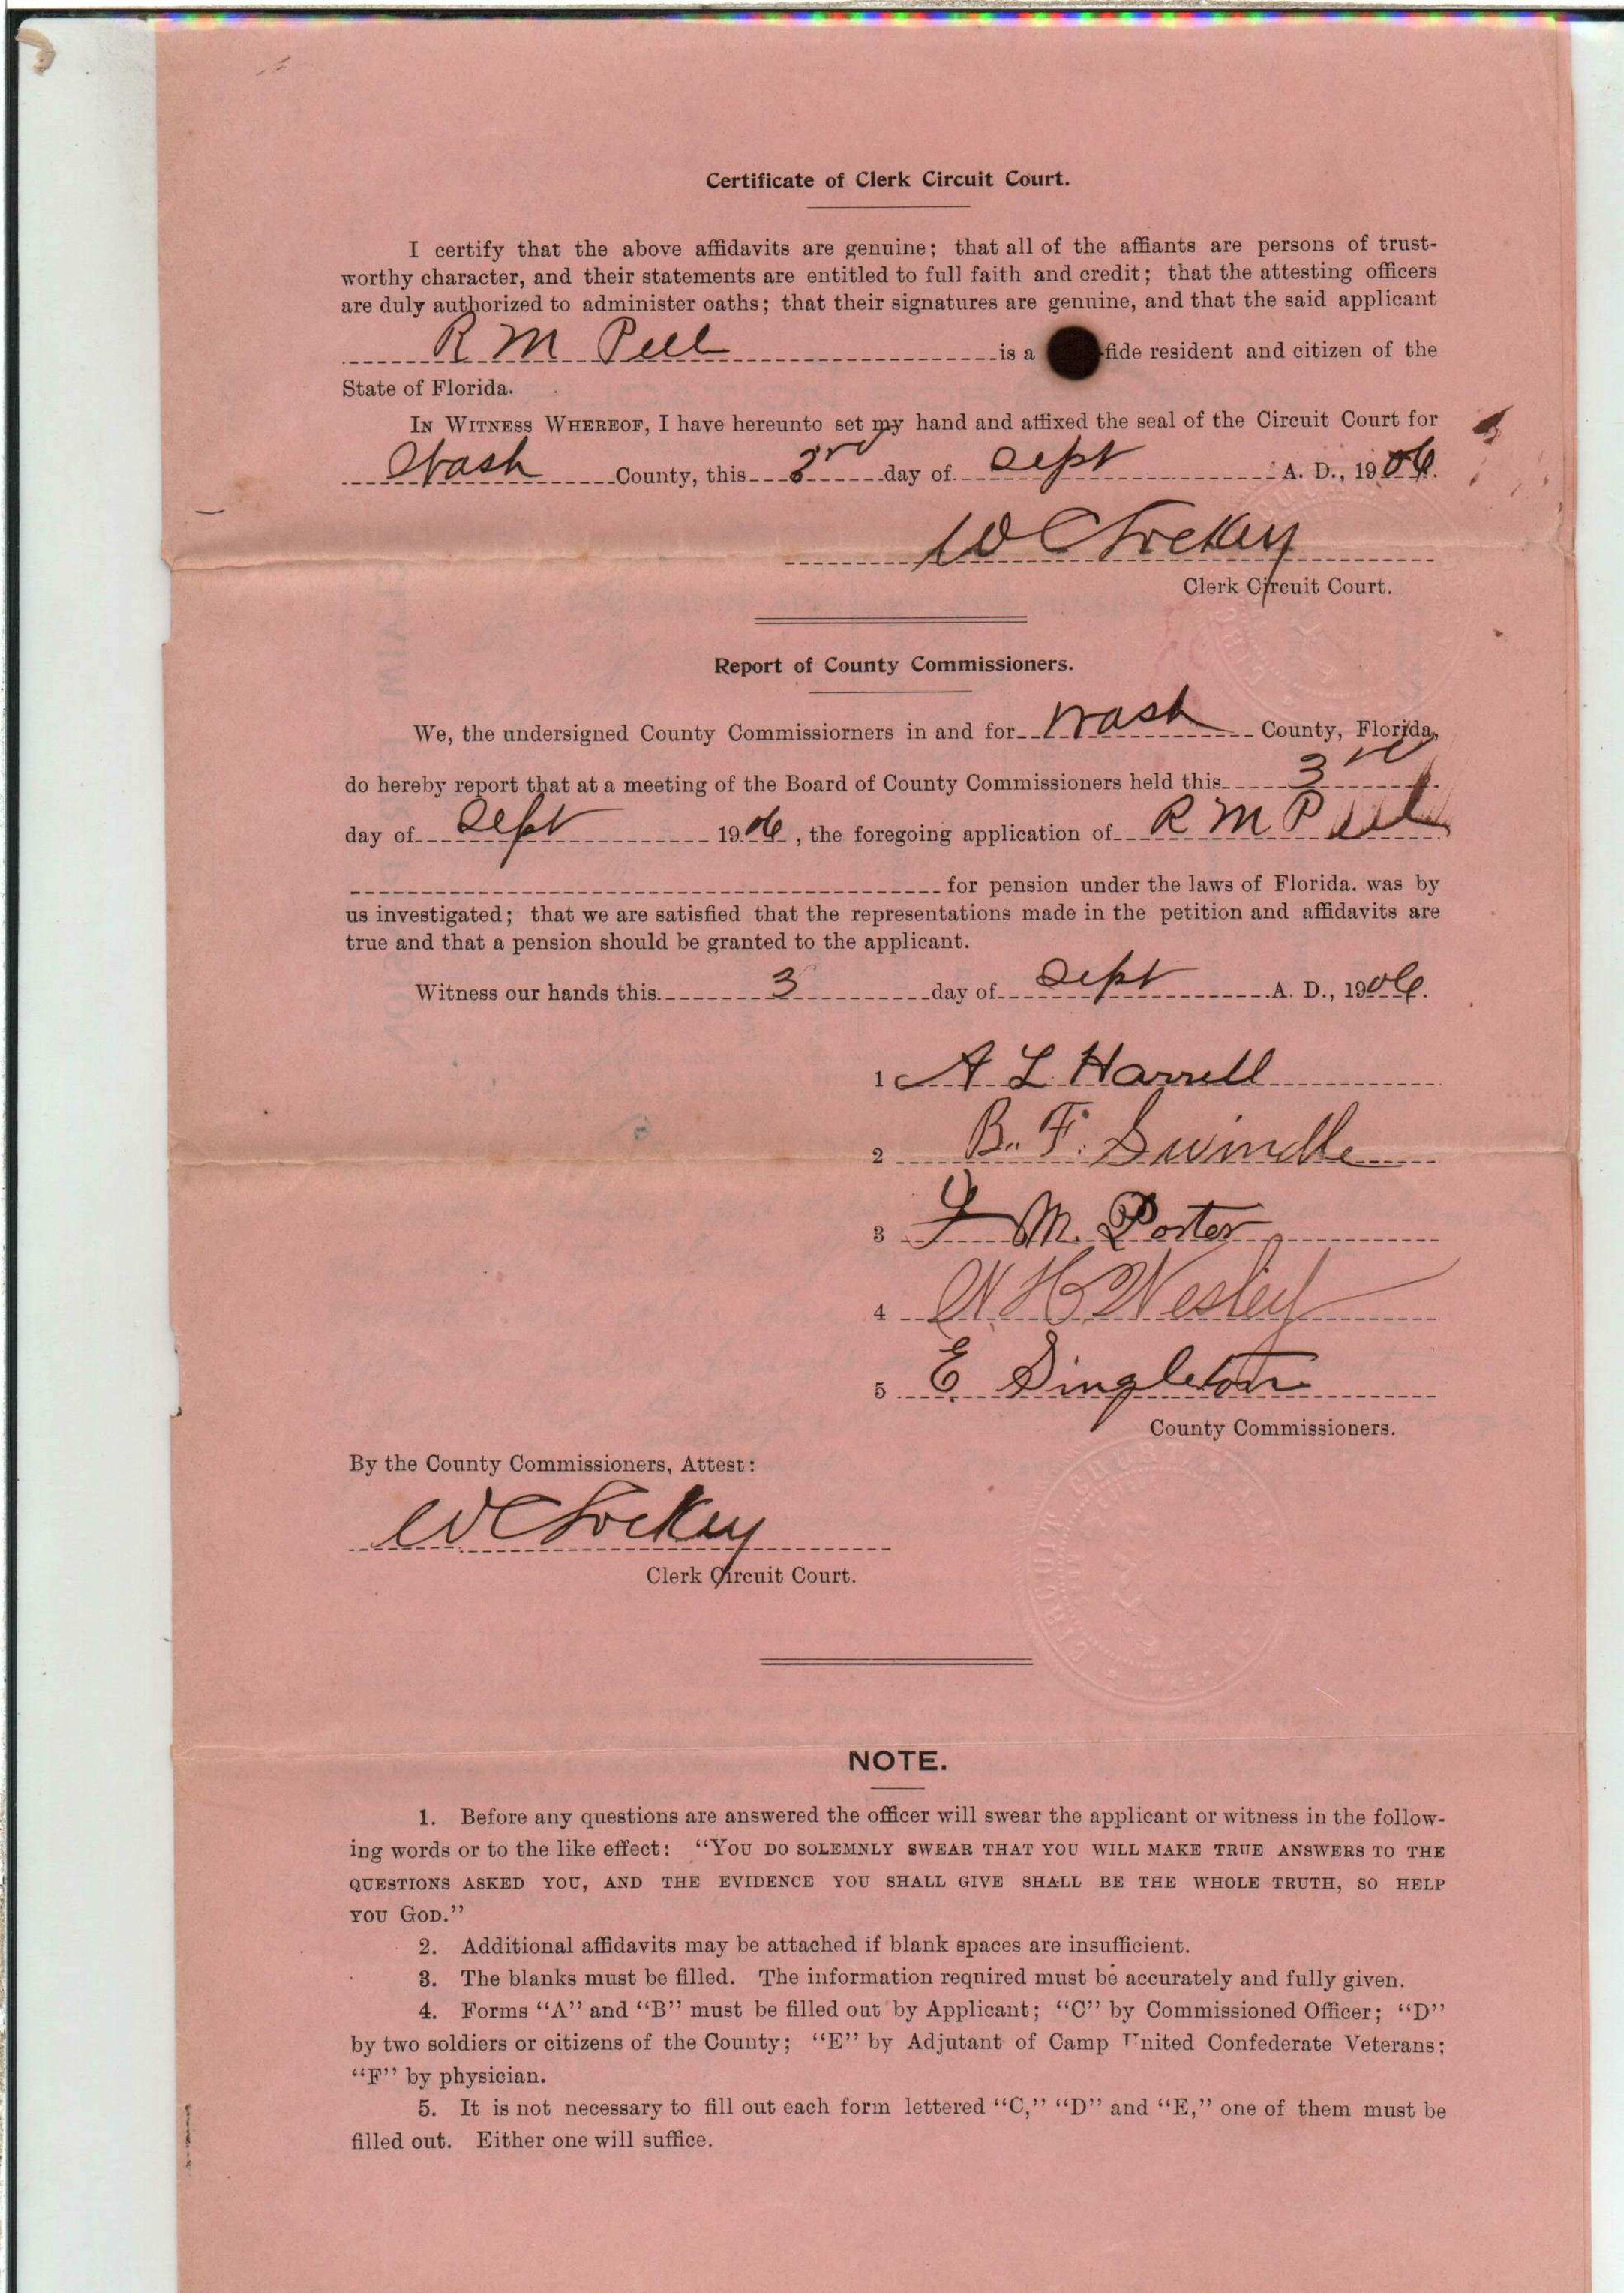 Certificate of Clerk Circuit Court.
I certify that the above affidavits are genuine; that all of the affiants are persons of trust-
worthy character, and their statements are entitled to full faith and credit; that the attesting officers
are duly authorized to administer oaths; that their signatures are genuine, and that the said applicant
R M Peel is a fide resident and citizen of the
State of Florida.
IN WITNESS WHEREOF, I have hereunto set my hand and affixed the seal of the Circuit Court for
Wash County, this 3rd day of Sept A. D., 1906.
W C Lockey
Clerk Circuit Court.
Report of County Commissioners.
We, the undersigned County Commissiorners in and for Wash County, Florida,
do hereby report that at a meeting of the Board of County Commissioners held this 3rd
day of Sept 1906, the foregoing application of R M Peel
for pension under the laws of Florida. was by
us investigated; that we are satisfied that the representations made in the petition and affidavits are
true and that a pension should be granted to the applicant.
Witness our hands this 3 day of Sept A. D., 1906.
1 A L Harrell
2 B. F. Swindle
3 J M. Porter
4 W H Wesley
5 E Singleton
County Commissioners.
By the County Commissioners, Attest:
W C Lockey
Clerk Circuit Court.
NOTE.
1. Before any questions are answered the officer will swear the applicant or witness in the follow-
ing words or to the like effect: "YOU DO SOLEMNLY SWEAR THAT YOU WILL MAKE TRUE ANSWERS TO THE
QUESTIONS ASKED YOU, AND THE EVIDENCE YOU SHALL GIVE SHALL BE THE WHOLE TRUTH, SO HELP
YOU GOD."
2. Additional affidavits may be attached if blank spaces are insufficient.
3. The blanks must be filled. The information required must be accurately and fully given.
4. Forms "A" and "B" must be filled out by Applicant; "C" by Commissioned Officer; "D"
by two soldiers or citizens of the County; "E" by Adjutant of Camp United Confederate Veterans;
"F" by physician.
5. It is not necessary to fill out each form lettered "C," "D" and "E," one of them must be
filled out. Either one will suffice.